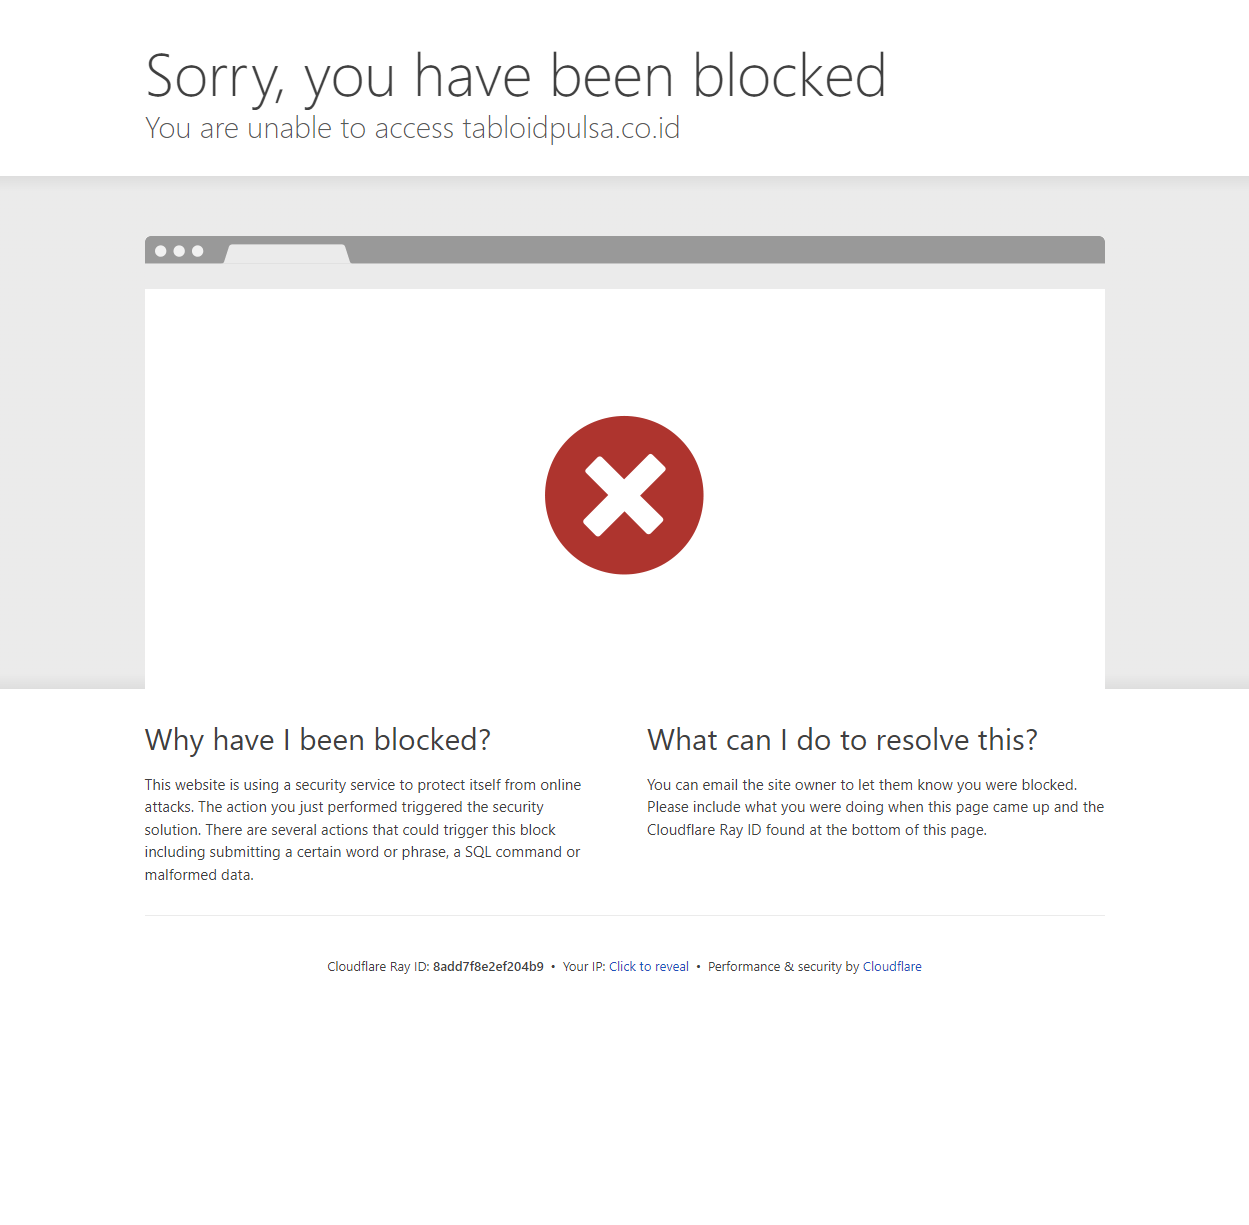 Sorry, you have been blocked
You are unable to access tabloidpulsa.co.id
Why have I been blocked?
This website is using a security service to protect itself from online
attacks. The action you just performed triggered the security
solution. There are several actions that could trigger this block
including submitting a certain word or phrase, a SQL command or
malformed data.
What can I do to resolve this?
You can email the site owner to let them know you were blocked.
Please include what you were doing when this page came up and the
Cloudflare Ray ID found at the bottom of this page.
Cloudflare Ray ID: 8add7f8e2ef204b9 • Your IP: Click to reveal • Performance & security by Cloudflare